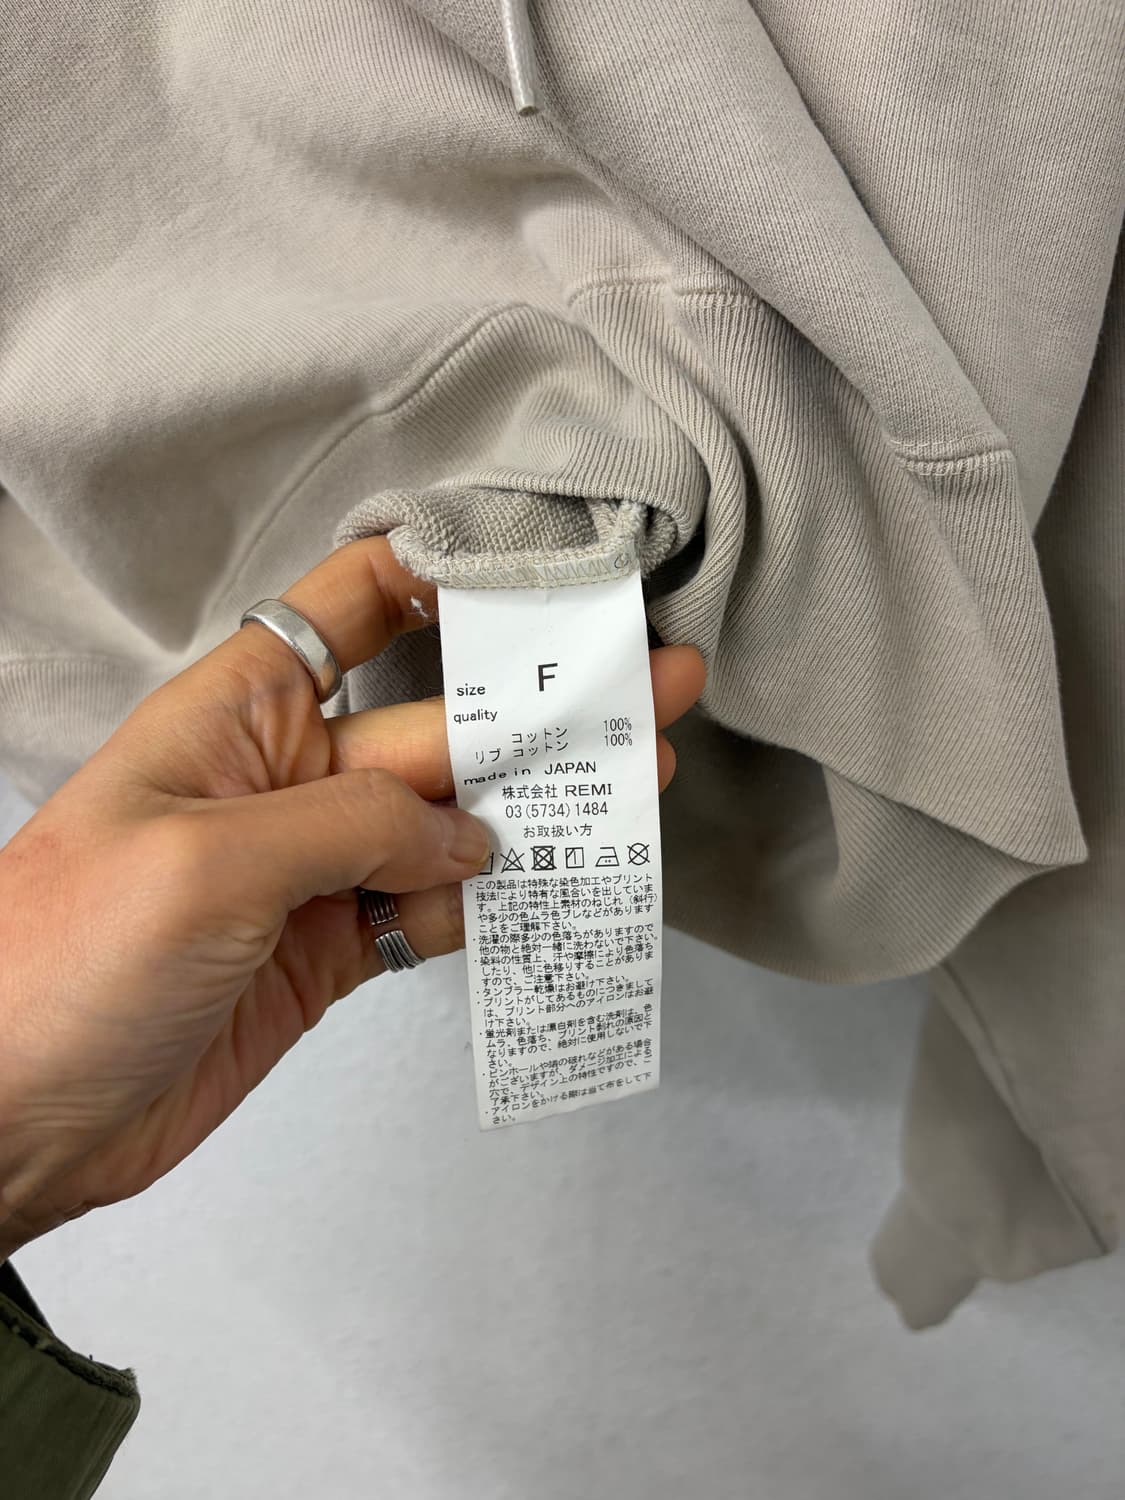 size F
quality
コットン 100%
リブ コットン 100%
made in JAPAN
株式会社 REMI
03(5734)1484
お取扱い方
・この製品は特殊な染色加工やプリント
技法により特有な風合いを出していま
す。上記の特性上素材のねじれ(斜行)
や多少の色ムラ色ブレなどがあります
ことをご理解下さい。
・洗濯の際多少の色落ちがありますので
他の物と絶対一緒に洗わないで下さい。
・染料の性質上、汗や摩擦により色落ち
したり、他に色移りすることがありま
すので、ご注意下さい。
・タンブラー乾燥はお避け下さい。
・プリントがしてあるものにつきまして
は、プリント部分へのアイロンはお避
け下さい。
・蛍光剤または漂白剤を含む洗剤は、色
ムラ、色落ち、プリント剥れの原因と
なりますので、絶対に使用しないで下
さい。
・ピンホールや裾の破れなどがある場合
がございますが、ダメージ加工による
穴で、デザイン上の特性ですので、ご
了承下さい。
・アイロンをかける際は当て布をして下
さい。